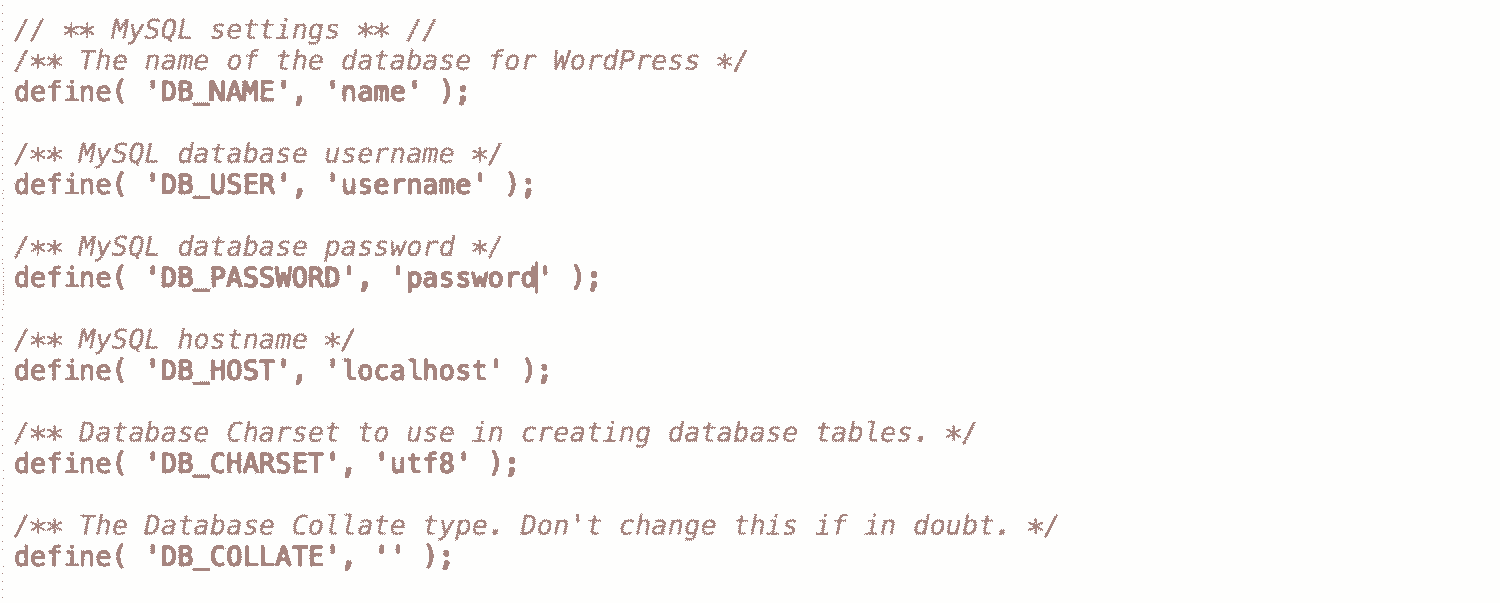 // ** MySQL settings ** //
/** The name of the database for WordPress */
define( 'DB_NAME', 'name' );
/** MySQL database username */
define( 'DB_USER', 'username' );
/** MySQL database password */
define( 'DB_PASSWORD', 'password' );
/** MySQL hostname */
define( 'DB_HOST', 'localhost' );
/** Database Charset to use in creating database tables. */
define( 'DB_CHARSET', 'utf8' );
/** The Database Collate type. Don't change this if in doubt. */
define( 'DB_COLLATE', '' );